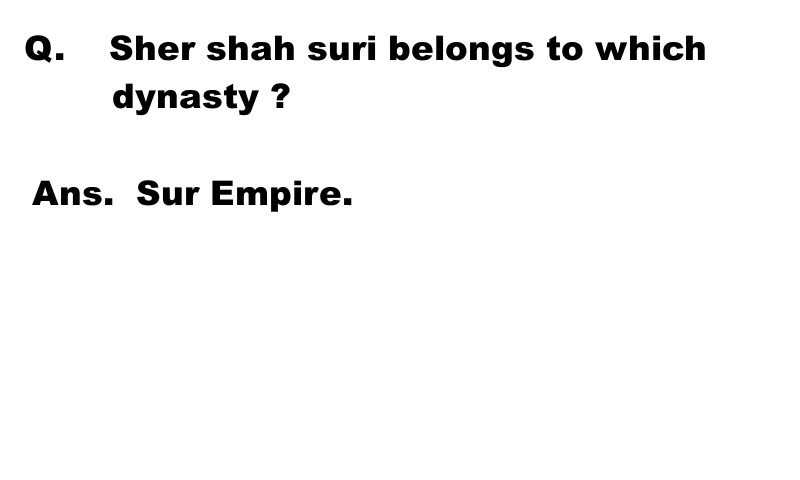 Q. Sher shah suri belongs to which
dynasty ?
Ans. Sur Empire.